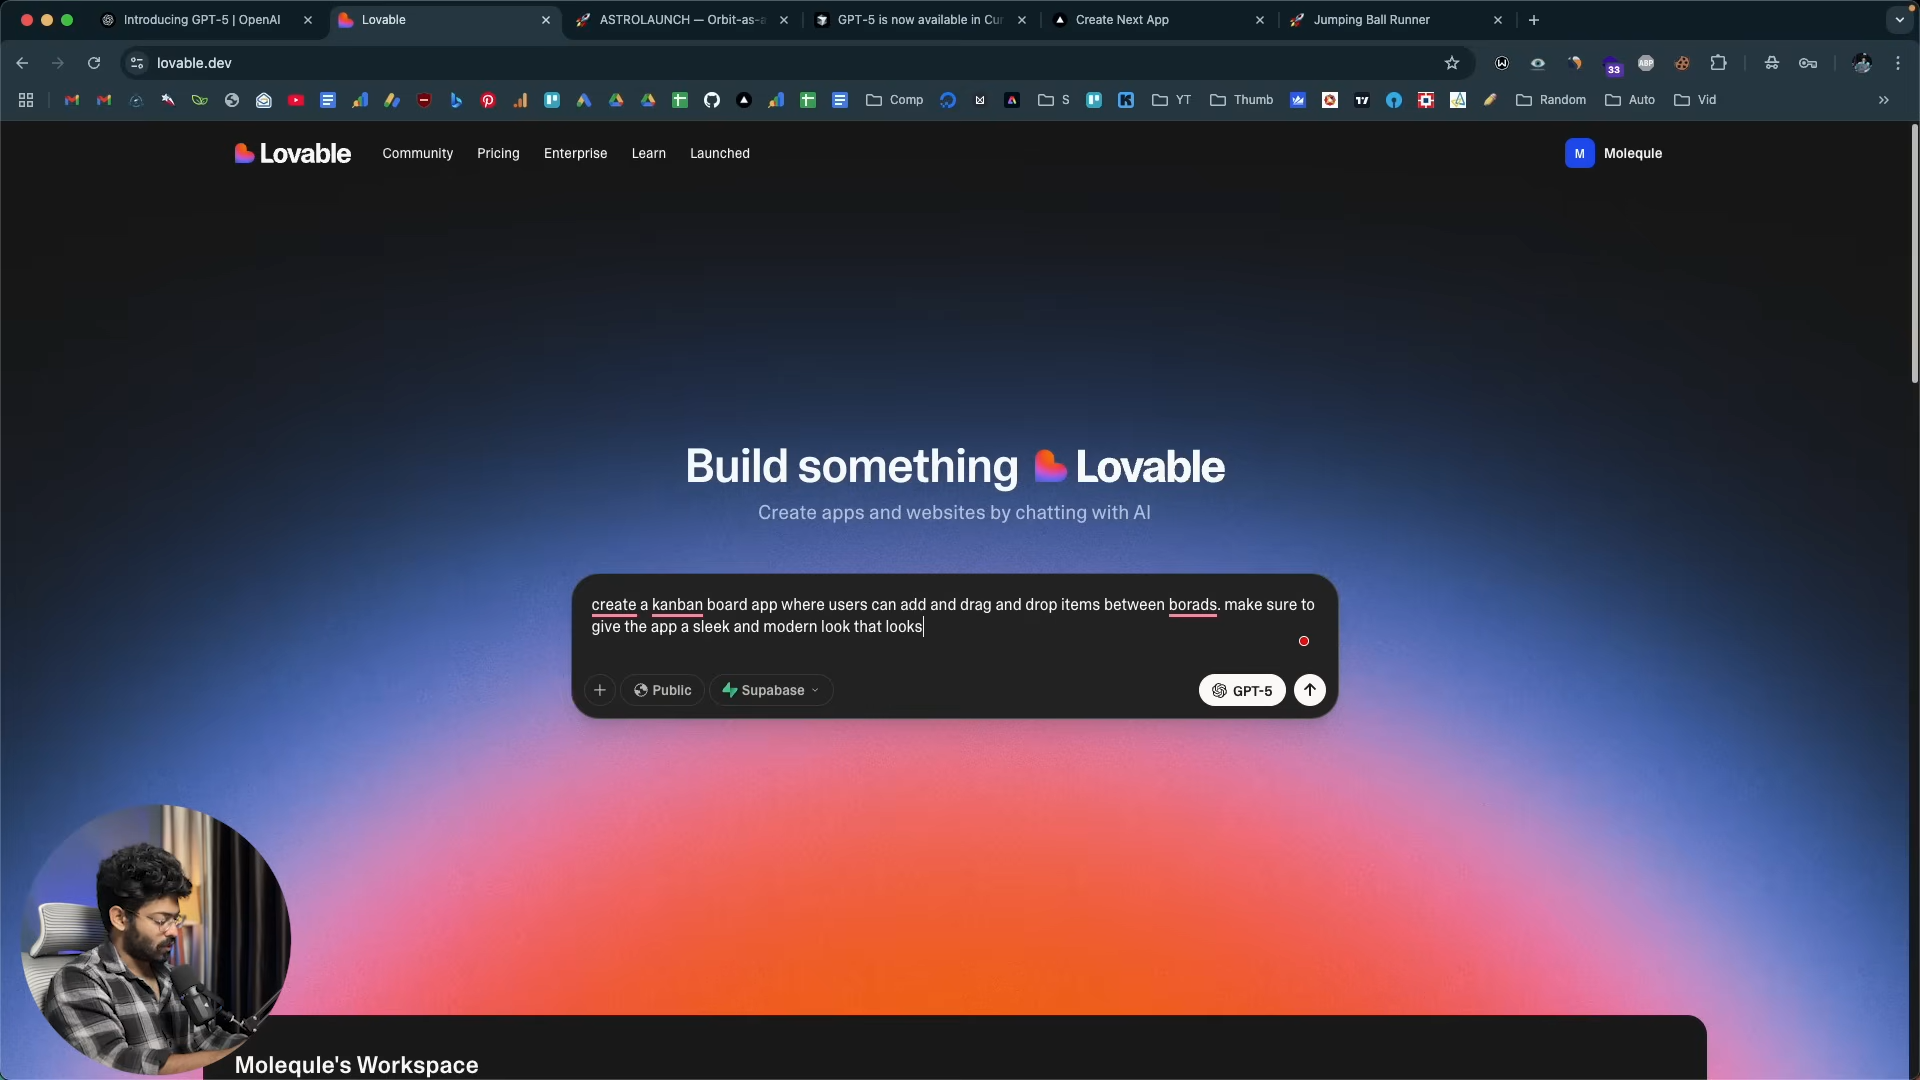 Introducing GPT-5 | OpenAI
Lovable
ASTROLAUNCH — Orbit-as-a
GPT-5 is now available in Cur
Create Next App
Jumping Ball Runner
lovable.dev
33
ABP
Comp
S
YT
Thumb
Random
Auto
Vid
Lovable
Community
Pricing
Enterprise
Learn
Launched
M
Molequle
Build something Lovable
Create apps and websites by chatting with AI
create a kanban board app where users can add and drag and drop items between borads. make sure to
give the app a sleek and modern look that looks
Public
Supabase
GPT-5
Molequle's Workspace